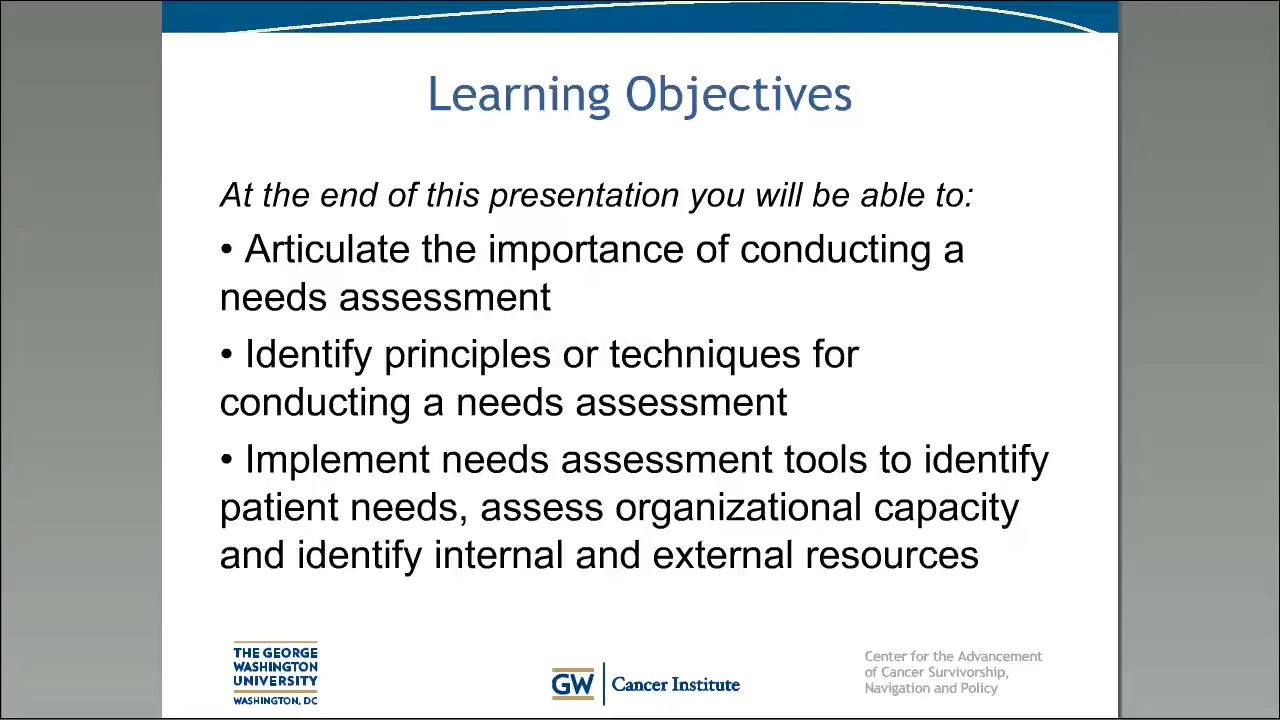 Learning Objectives
At the end of this presentation you will be able to:
• Articulate the importance of conducting a
needs assessment
• Identify principles or techniques for
conducting a needs assessment
• Implement needs assessment tools to identify
patient needs, assess organizational capacity
and identify internal and external resources
THE GEORGE
WASHINGTON
UNIVERSITY
WASHINGTON, DC
GW Cancer Institute
Center for the Advancement
of Cancer Survivorship,
Navigation and Policy